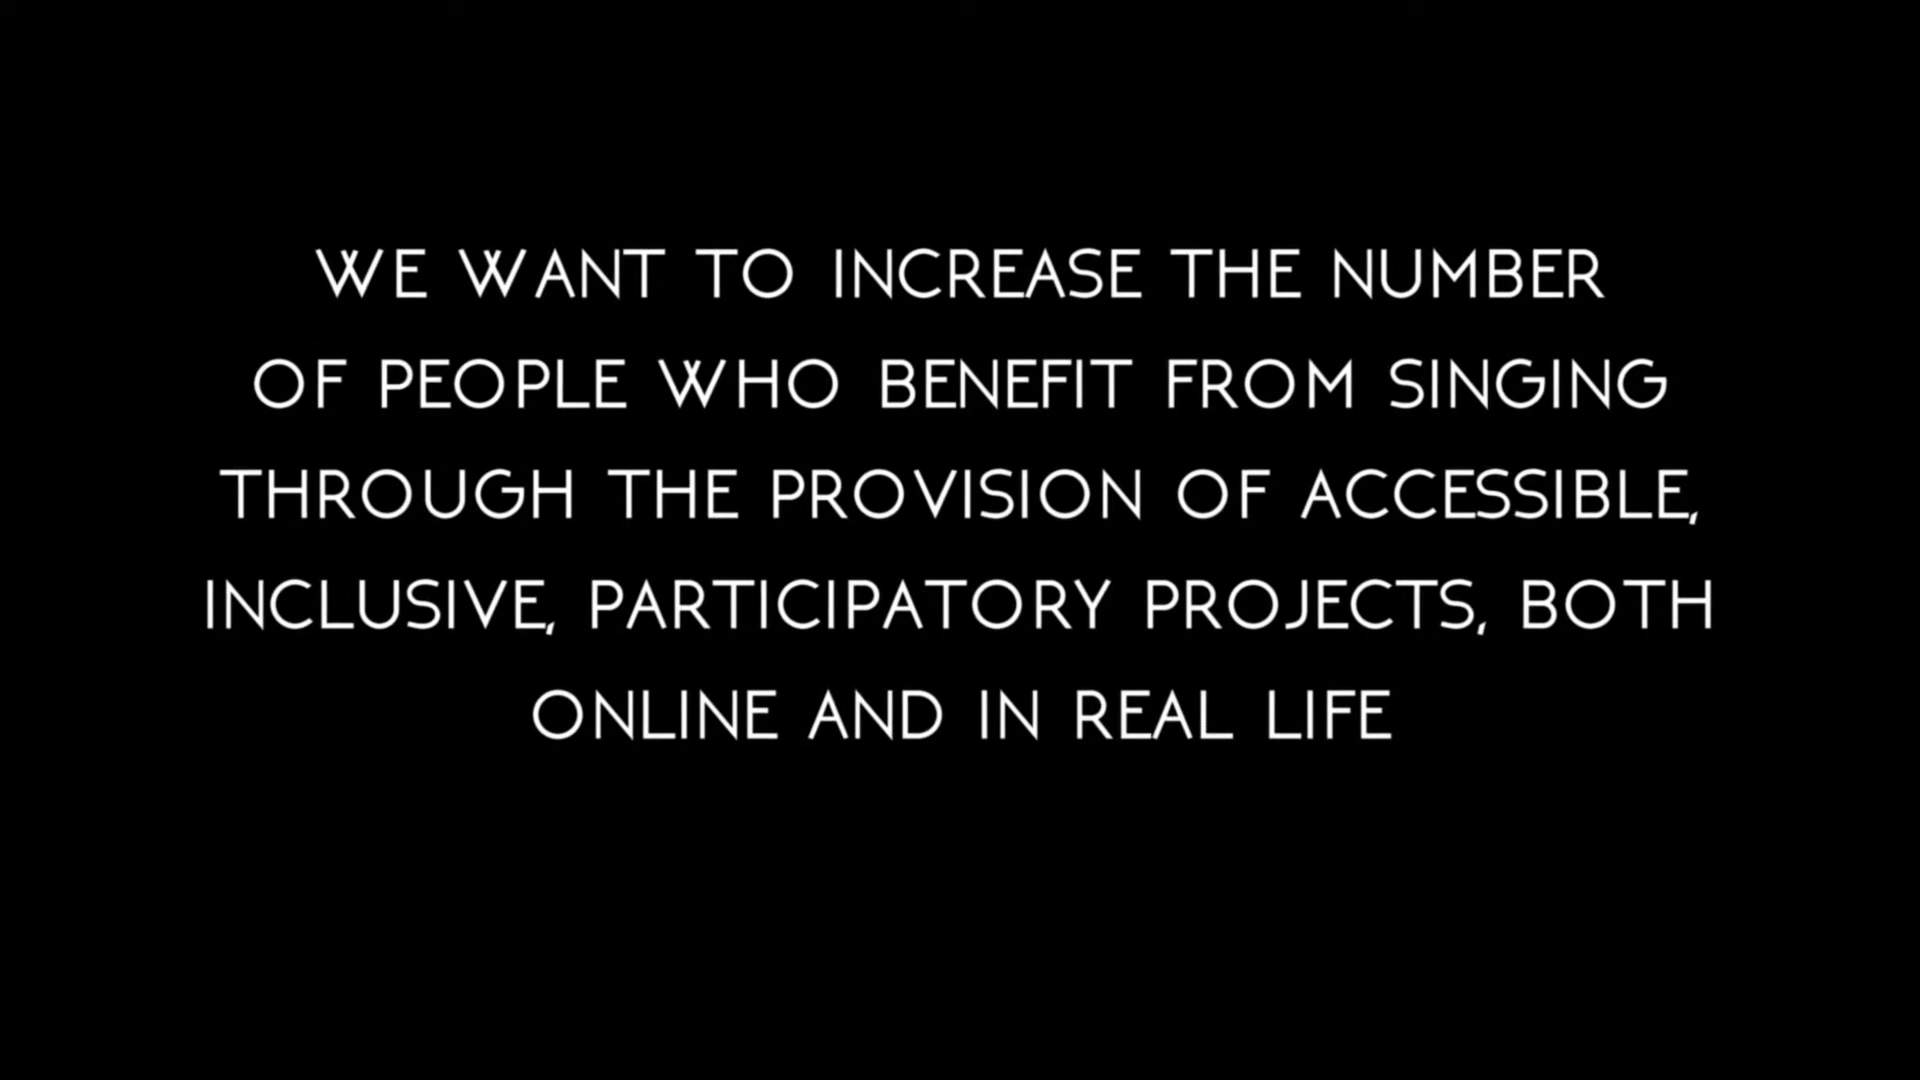 WE WANT TO INCREASE THE NUMBER
OF PEOPLE WHO BENEFIT FROM SINGING
THROUGH THE PROVISION OF ACCESSIBLE,
INCLUSIVE, PARTICIPATORY PROJECTS, BOTH
ONLINE AND IN REAL LIFE